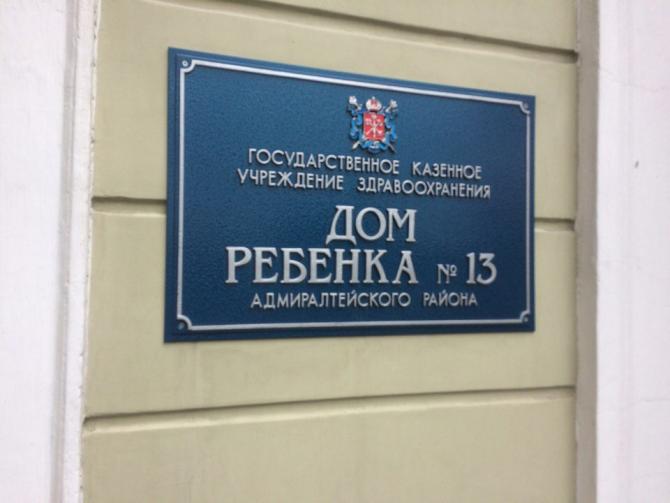 ГОСУДАРСТВЕННОЕ КАЗЕННОЕ
УЧРЕЖДЕНИЕ ЗДРАВООХРАНЕНИЯ
ДОМ
РЕБЕНКА № 13
АДМИРАЛТЕЙСКОГО РАЙОНА